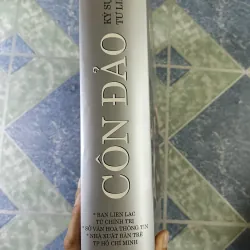 KÝ SỰ
TƯ LI
CÔN ĐẢO
* BAN LIÊN LẠC
TÙ CHÍNH TRỊ
* SỞ VĂN HÓA THÔNG TIN
* NHÀ XUẤT BẢN TRẺ
TP HỒ CHÍ MINH